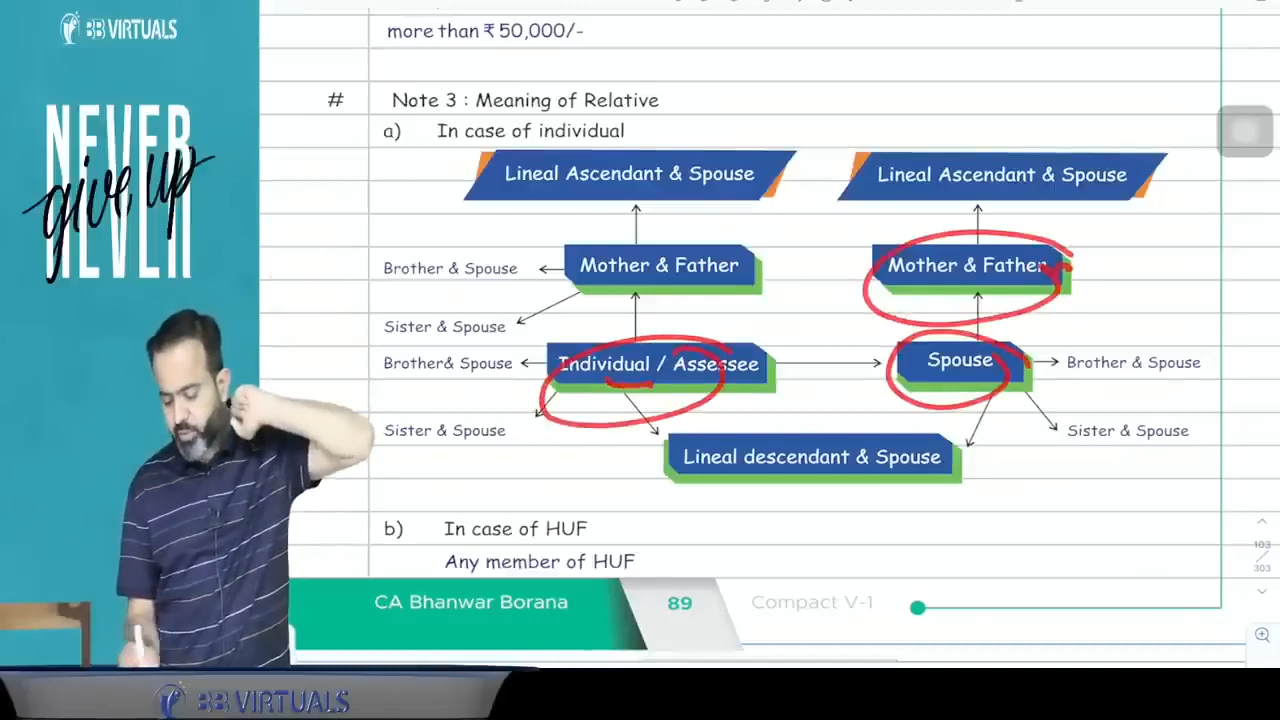 BB VIRTUALS
NEVER
give up
NEVER
more than ₹ 50,000/-
# Note 3 : Meaning of Relative
a) In case of individual
Lineal Ascendant & Spouse
Lineal Ascendant & Spouse
Brother & Spouse
Mother & Father
Mother & Father
Sister & Spouse
Brother& Spouse
Individual / Assessee
Spouse
Brother & Spouse
Sister & Spouse
Sister & Spouse
Lineal descendant & Spouse
b) In case of HUF
Any member of HUF
103
303
CA Bhanwar Borana
89
Compact V-1
BB VIRTUALS